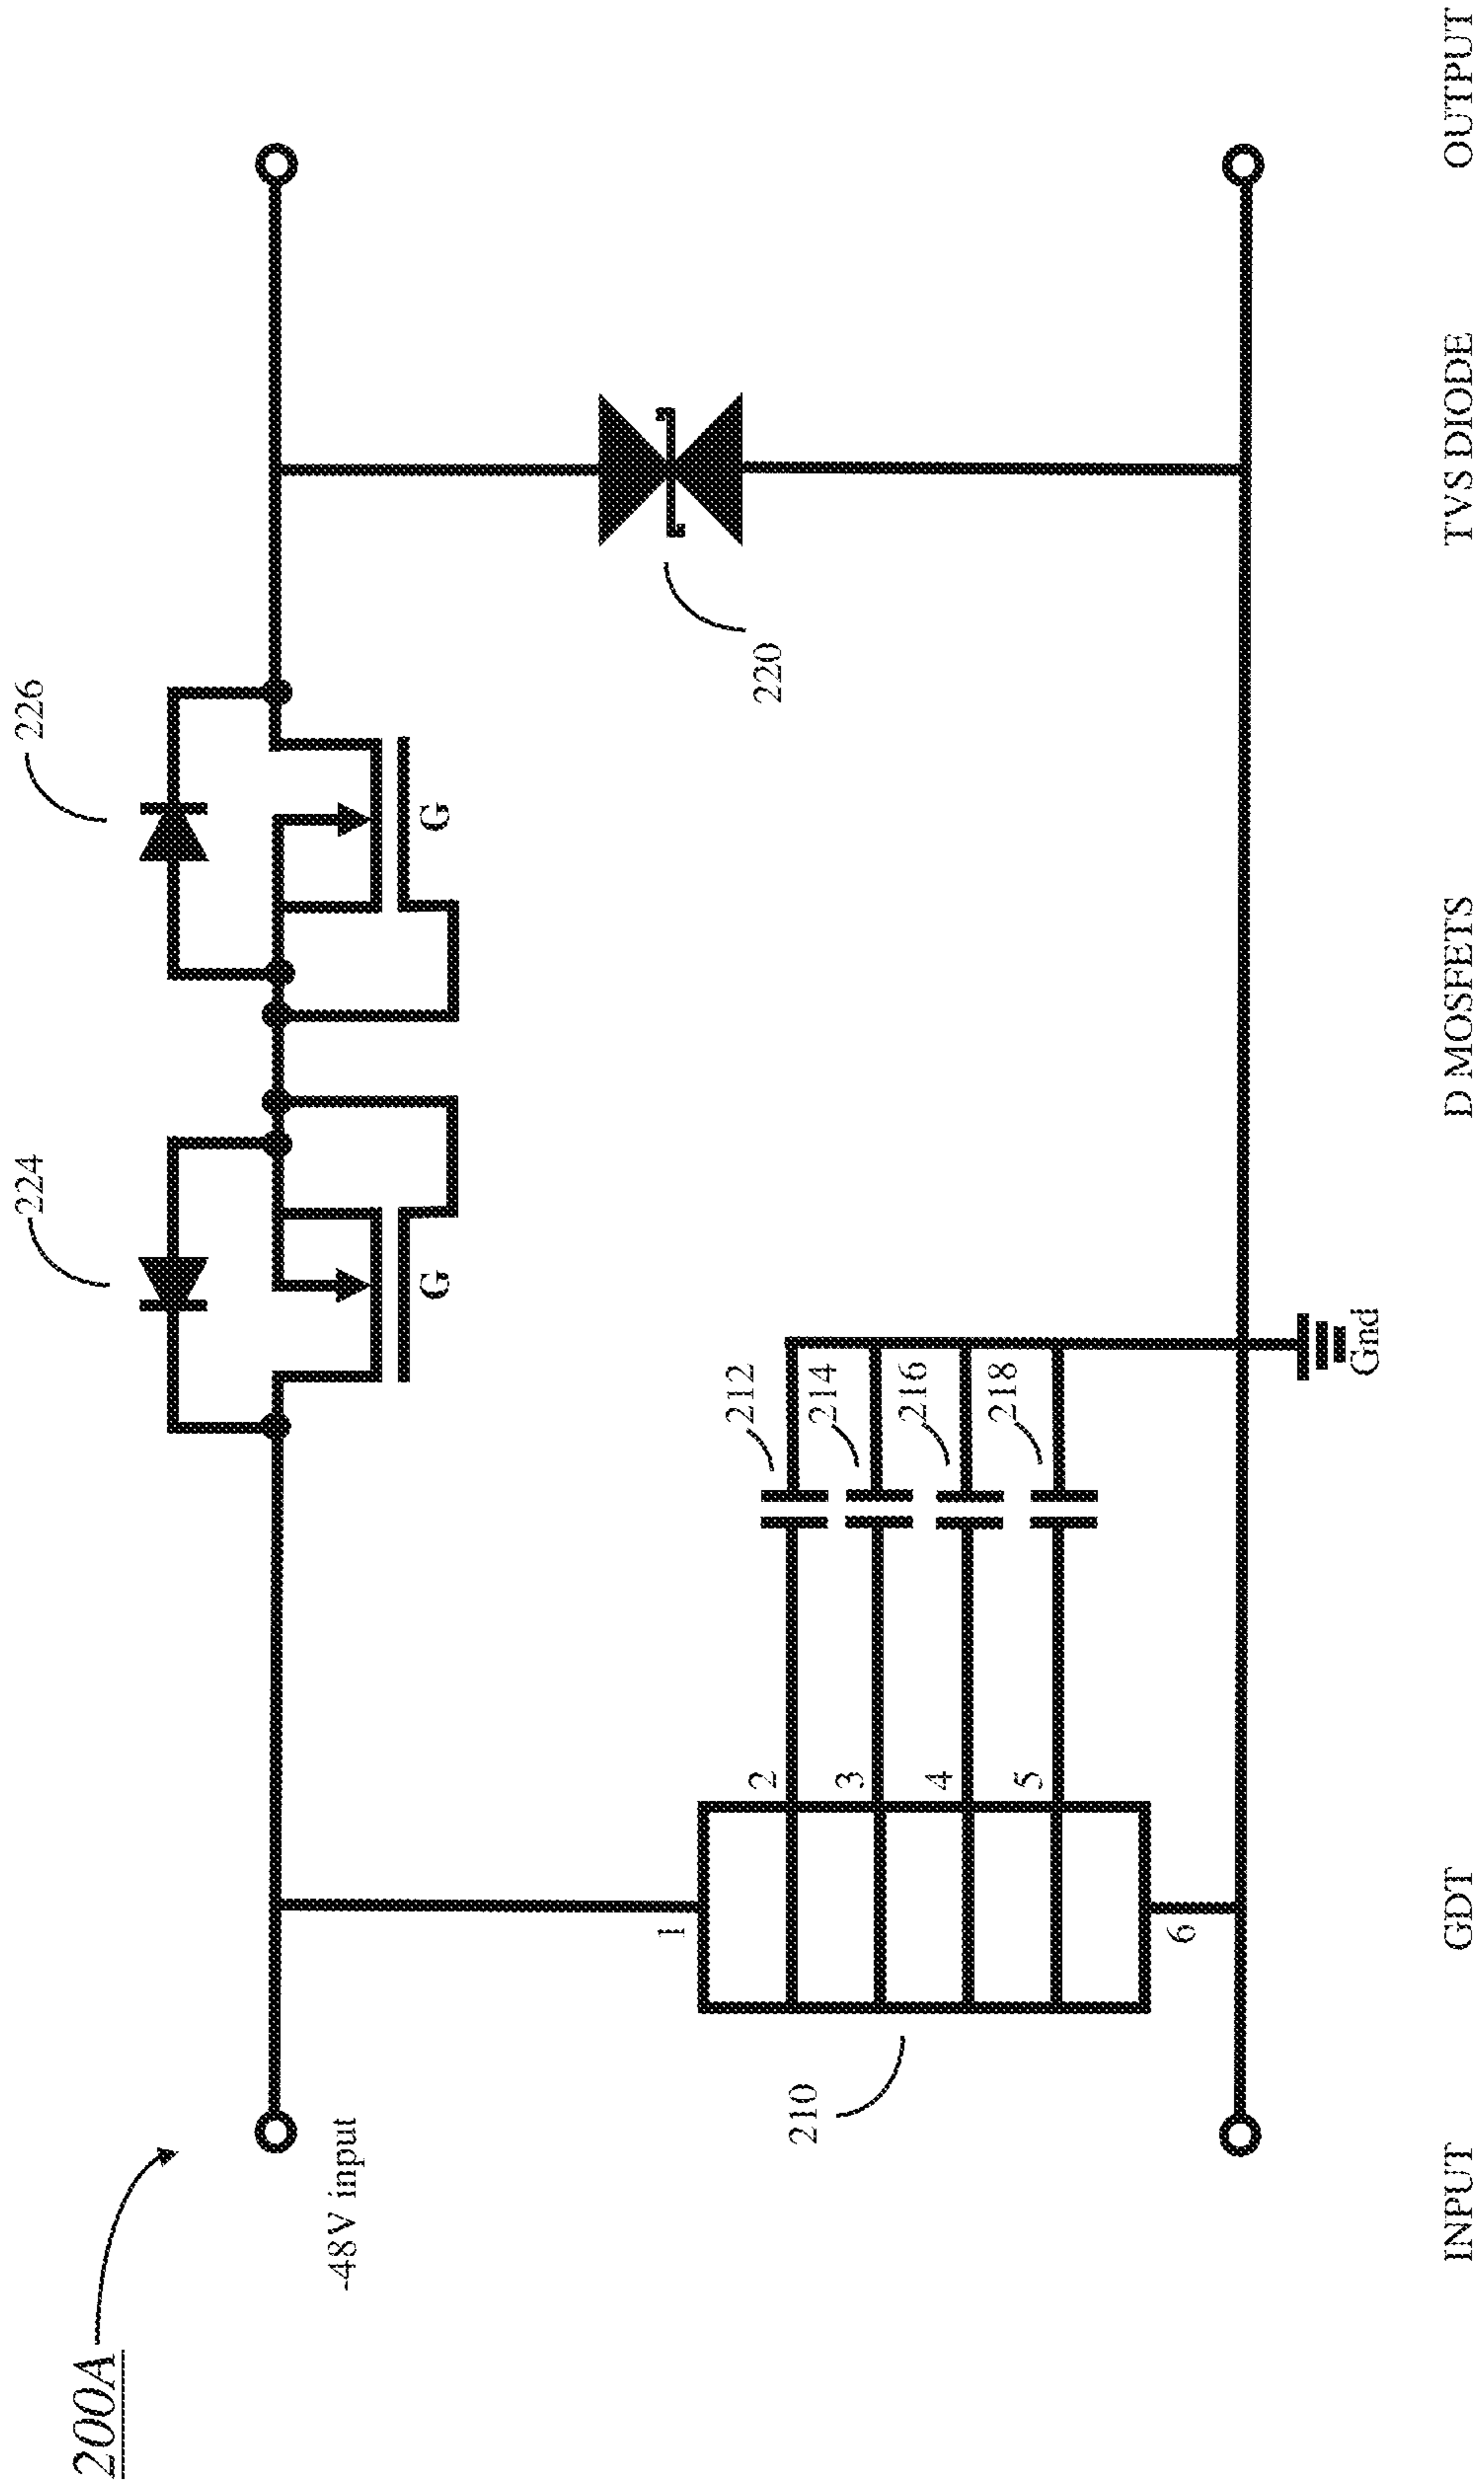 200A
224
226
G
G
-48V input
1
2
3
4
5
6
212
214
216
218
210
220
Gnd
INPUT
GDT
D MOSFETS
TVS DIODE
OUTPUT